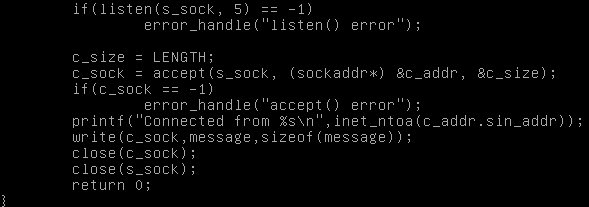 if(listen(s_sock, 5) == -1)
error_handle("listen() error");
c_size = LENGTH;
c_sock = accept(s_sock, (sockaddr*) &c_addr, &c_size);
if(c_sock == -1)
error_handle("accept() error");
printf("Connected from %s\n",inet_ntoa(c_addr.sin_addr));
write(c_sock,message,sizeof(message));
close(c_sock);
close(s_sock);
return 0;
}